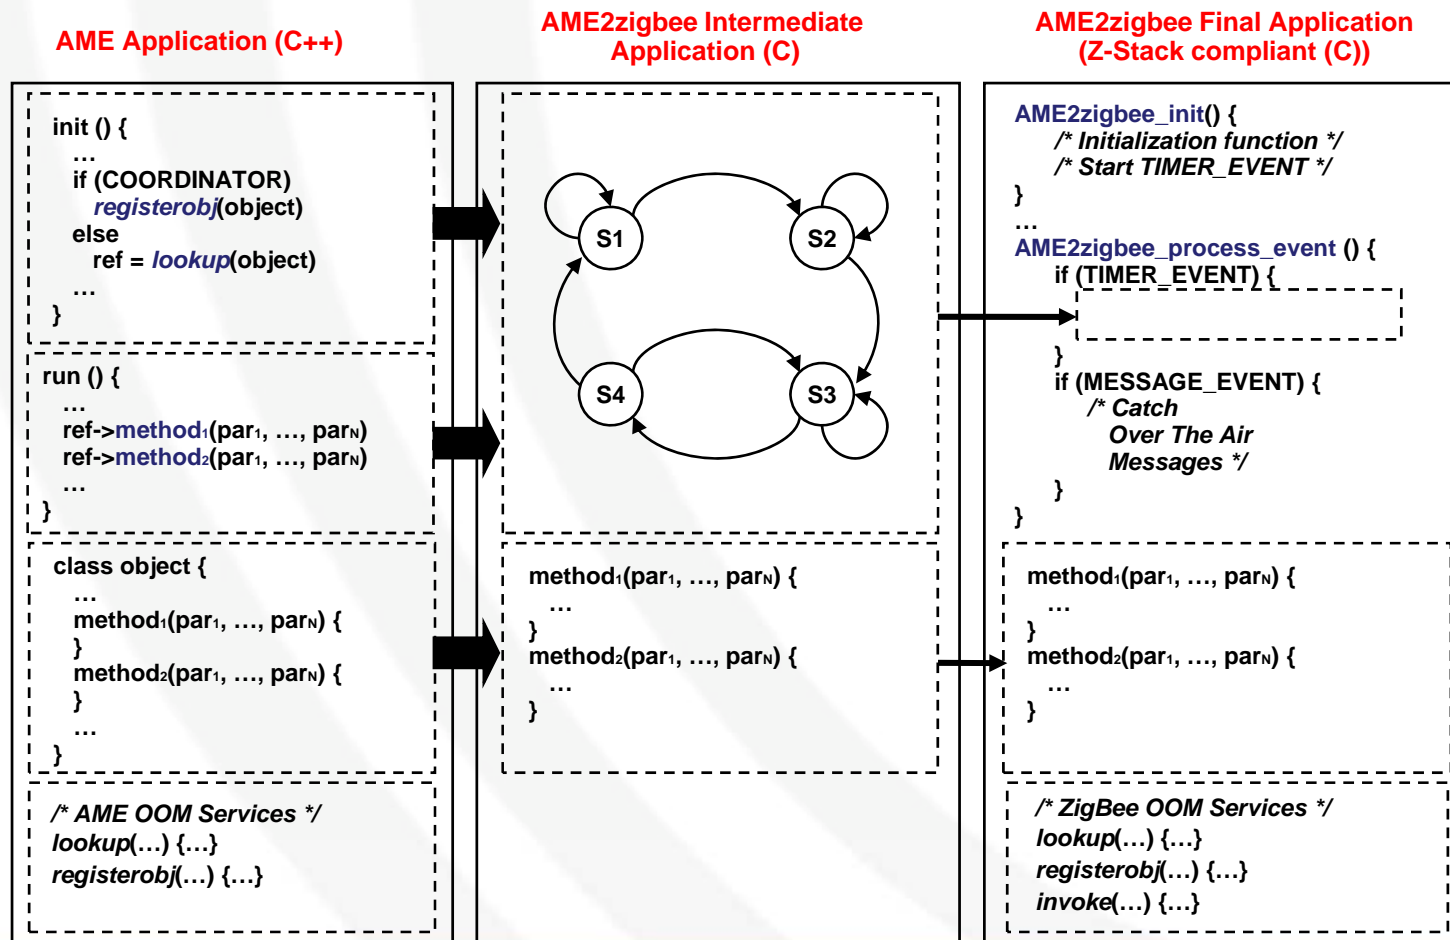 AME Application (C++)
init () {
…
if (COORDINATOR)
registerobj(object)
else
ref = lookup(object)
…
}
run () {
…
ref->method₁(par₁, …, parN)
ref->method₂(par₁, …, parN)
…
}
class object {
…
method₁(par₁, …, parN) {
}
method₂(par₁, …, parN) {
}
…
}
/* AME OOM Services */
lookup(…) {…}
registerobj(…) {…}
AME2zigbee Intermediate
Application (C)
S1
S2
S4
S3
method₁(par₁, …, parN) {
…
}
method₂(par₁, …, parN) {
…
}
AME2zigbee Final Application
(Z-Stack compliant (C))
AME2zigbee_init() {
/* Initialization function */
/* Start TIMER_EVENT */
}
…
AME2zigbee_process_event () {
if (TIMER_EVENT) {
}
if (MESSAGE_EVENT) {
/* Catch
Over The Air
Messages */
}
}
method₁(par₁, …, parN) {
…
}
method₂(par₁, …, parN) {
…
}
/* ZigBee OOM Services */
lookup(…) {…}
registerobj(…) {…}
invoke(…) {…}